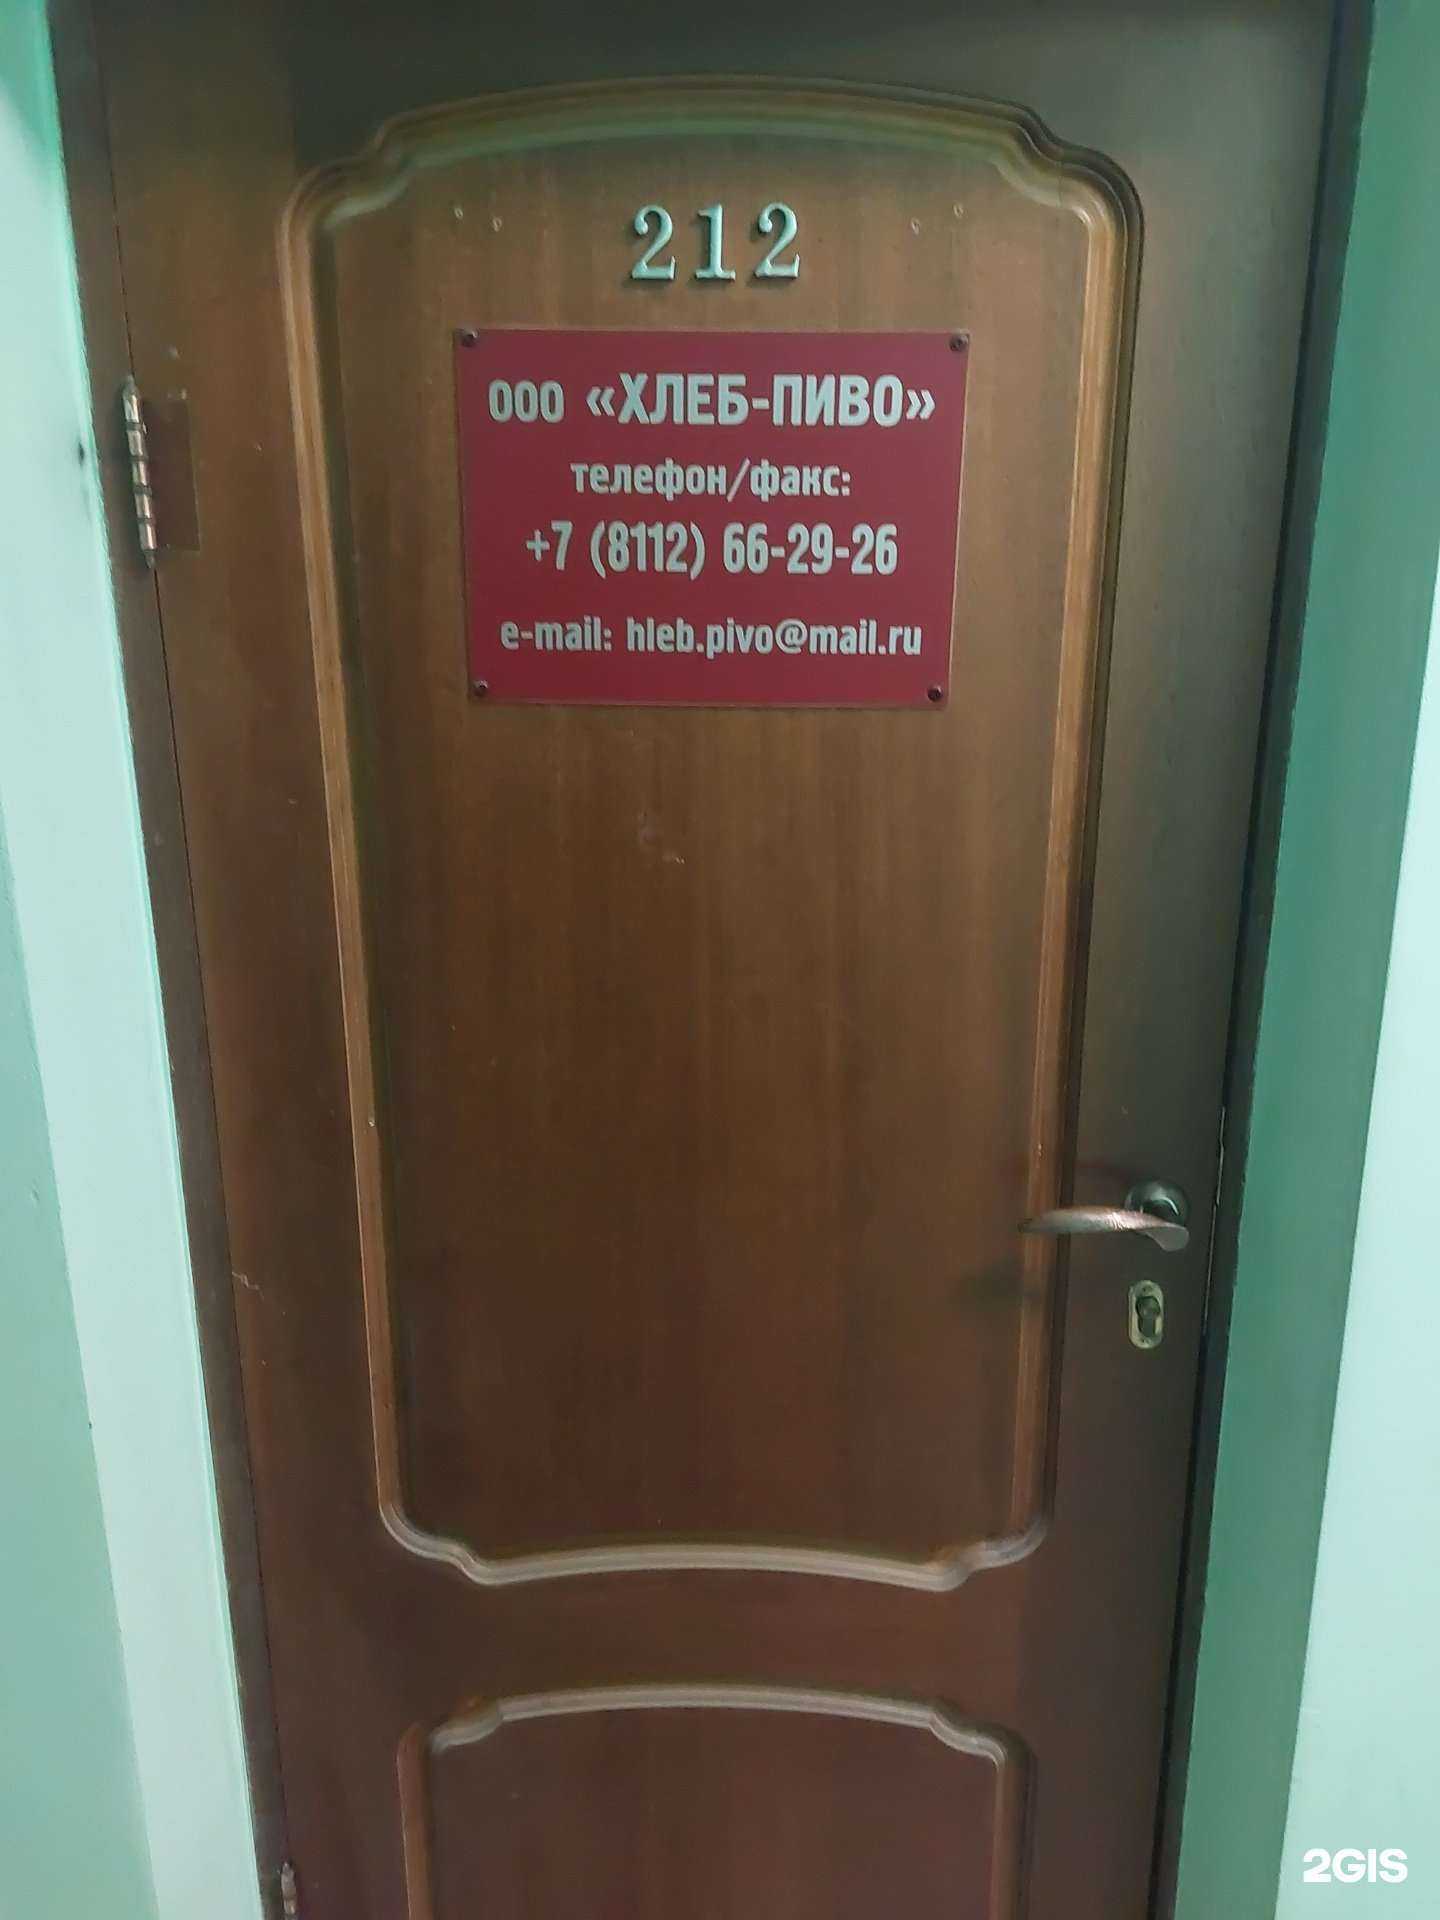 212
ООО «ХЛЕБ-ПИВО»
телефон/факс:
+7 (8112) 66-29-26
e-mail: hleb.pivo@mail.ru
2GIS